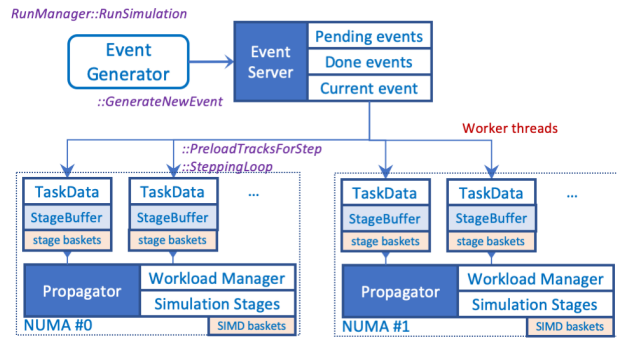 RunManager::RunSimulation
Event
Generator
Event
Server
Pending events
Done events
Current event
::GenerateNewEvent
Worker threads
::PreloadTracksForStep
::SteppingLoop
TaskData
StageBuffer
stage baskets
TaskData
StageBuffer
stage baskets
...
TaskData
StageBuffer
stage baskets
TaskData
StageBuffer
stage baskets
...
Propagator
Workload Manager
Simulation Stages
NUMA #0
SIMD baskets
Propagator
Workload Manager
Simulation Stages
NUMA #1
SIMD baskets